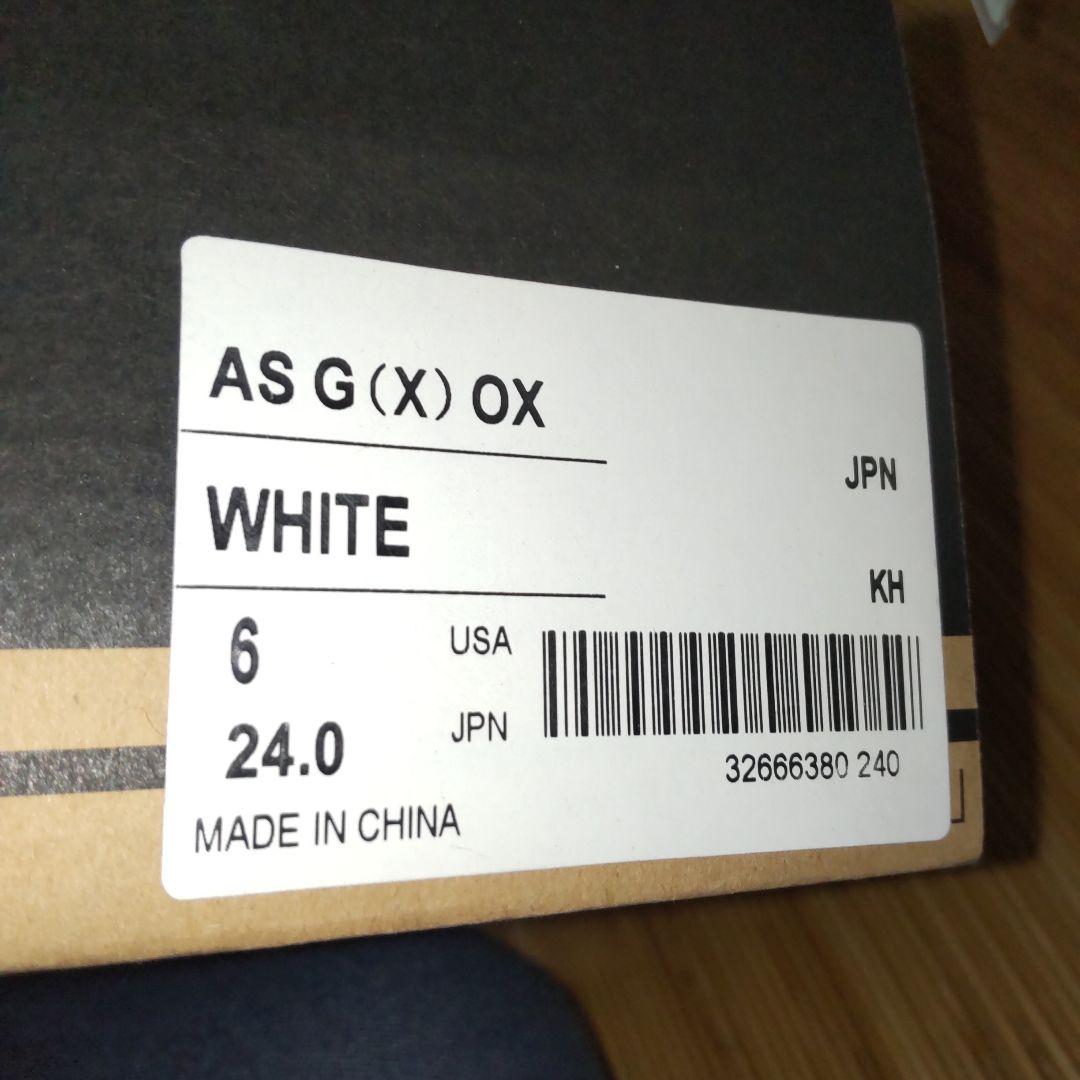 AS G（X）OX
WHITE
JPN
KH
6 USA
24.0 JPN
32666380 240
MADE IN CHINA